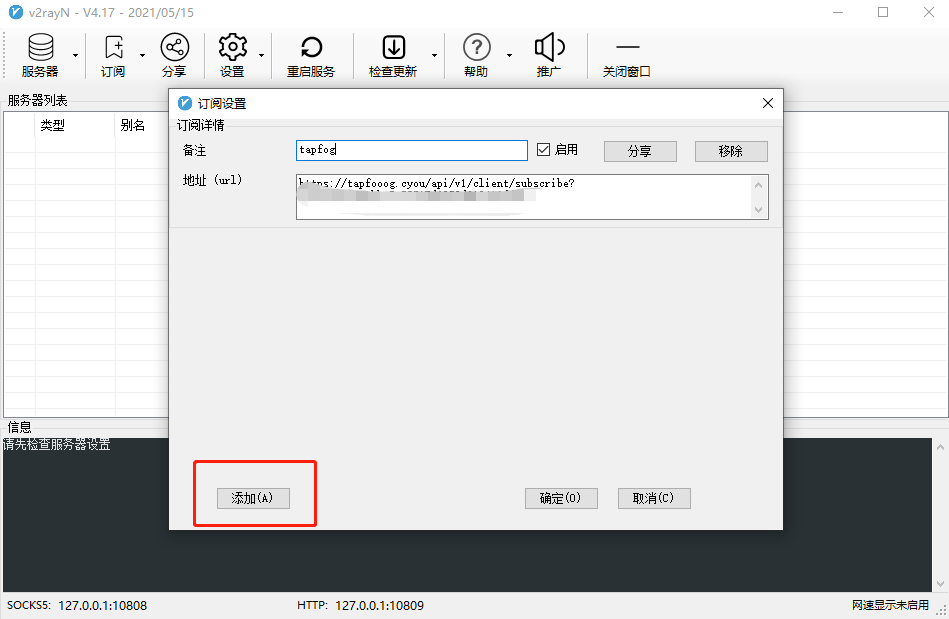 v2rayN - V4.17 - 2021/05/15
服务器 订阅 分享 设置 重启服务 检查更新 帮助 推广 关闭窗口
服务器列表
类型 别名
订阅设置
订阅详情
备注 tapfog 启用 分享 移除
地址（url） https://tapfooog.cyou/api/v1/client/subscribe?
信息
请先检查服务器设置
添加(A) 确定(O) 取消(C)
SOCKS5: 127.0.0.1:10808 HTTP: 127.0.0.1:10809 网速显示未启用